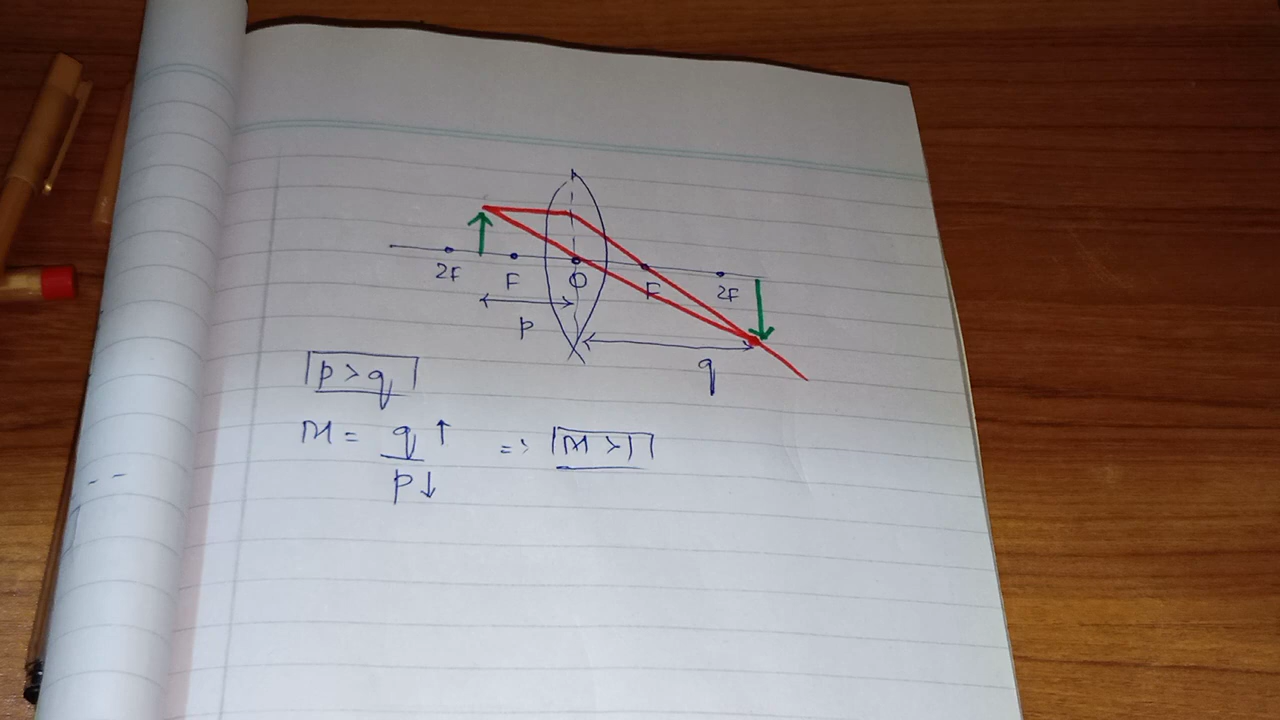 2F F O F 2F
p
q
p > q
M = q ↑ / p ↓ => M > 1